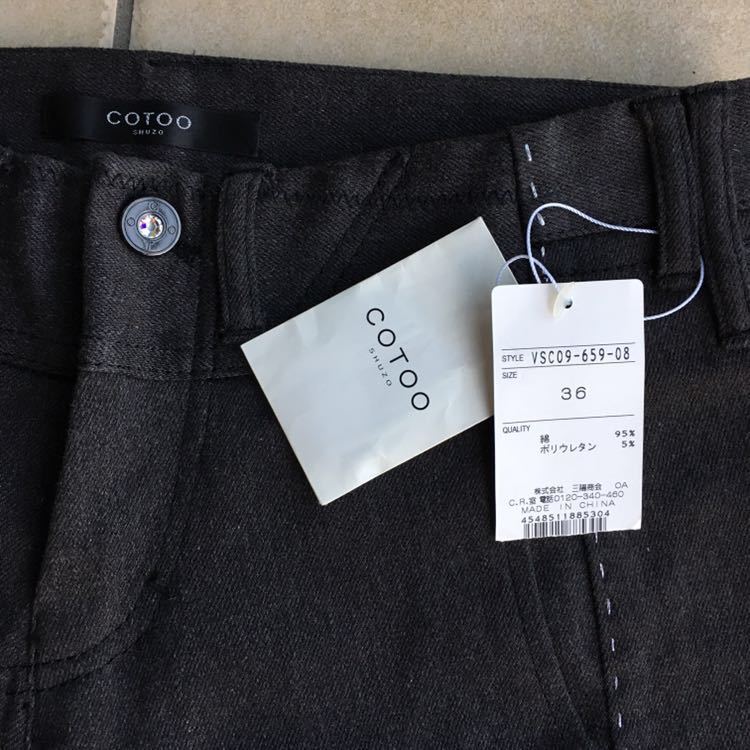 COTOO
SHUZO
COTOO
SHUZO
STYLE VSC09-659-08
SIZE
36
QUALITY
綿 95%
ポリウレタン 5%
株式会社 三陽商会 OA
C.R.室 電話0120-340-460
MADE IN CHINA
4548511885304